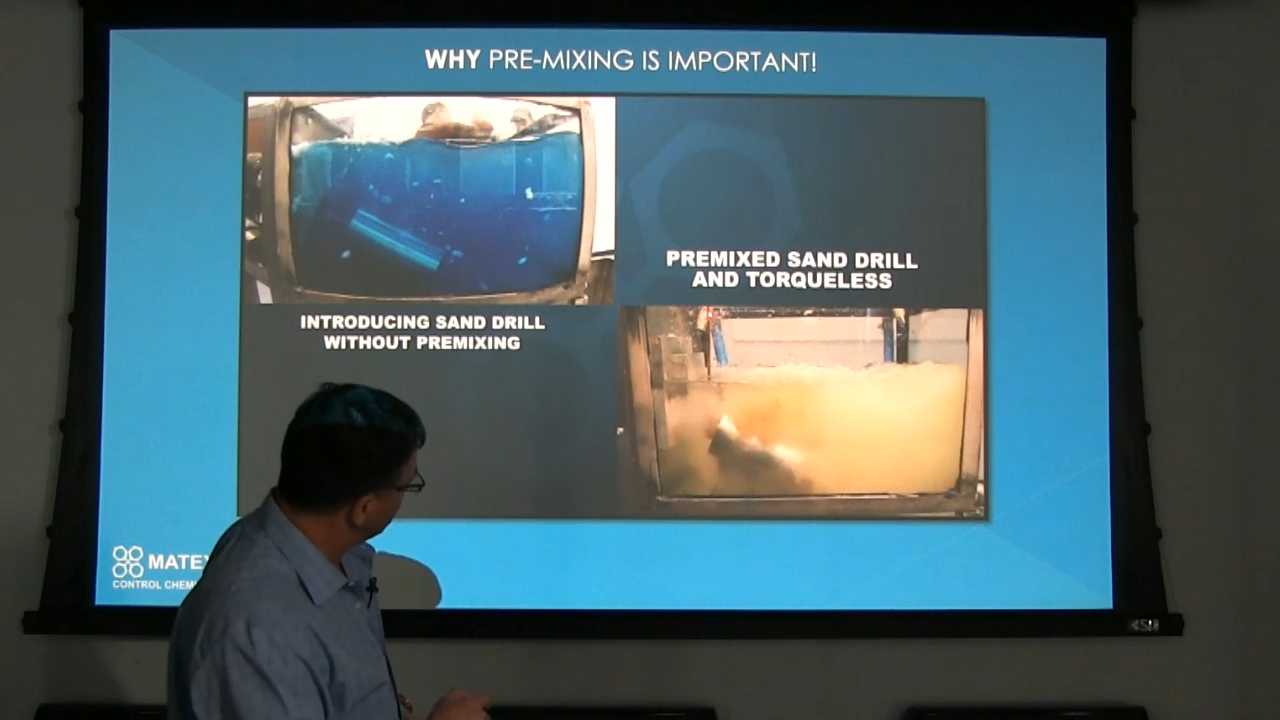 WHY PRE-MIXING IS IMPORTANT!
PREMIXED SAND DRILL
AND TORQUELESS
INTRODUCING SAND DRILL
WITHOUT PREMIXING